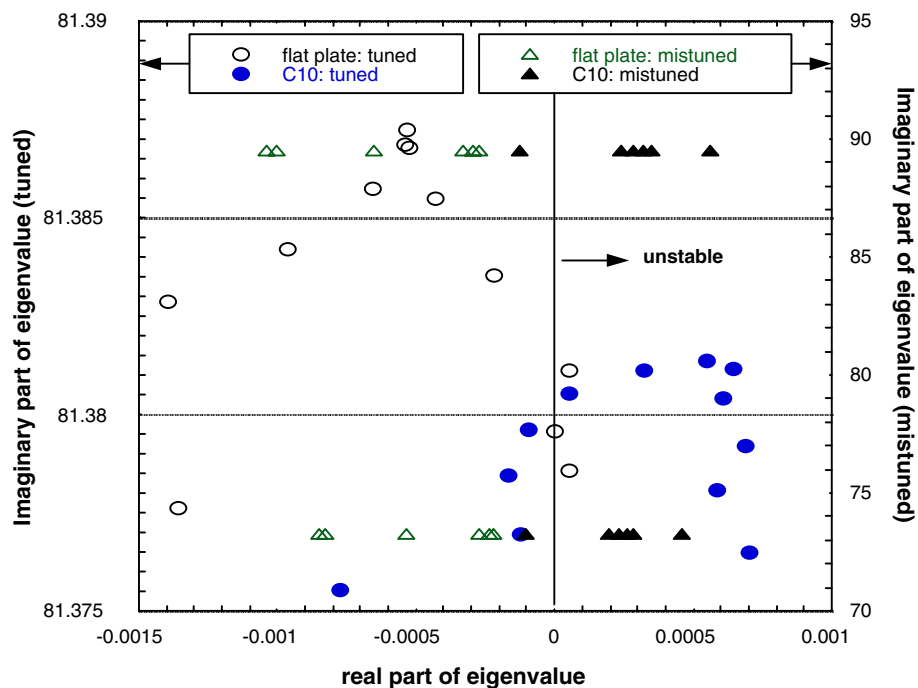 81.39
95
flat plate: tuned
C10: tuned
flat plate: mistuned
C10: mistuned
90
81.385
85
unstable
80
81.38
75
81.375
70
-0.0015
-0.001
-0.0005
0
0.0005
0.001
real part of eigenvalue
Imaginary part of eigenvalue (tuned)
Imaginary part of eigenvalue (mistuned)